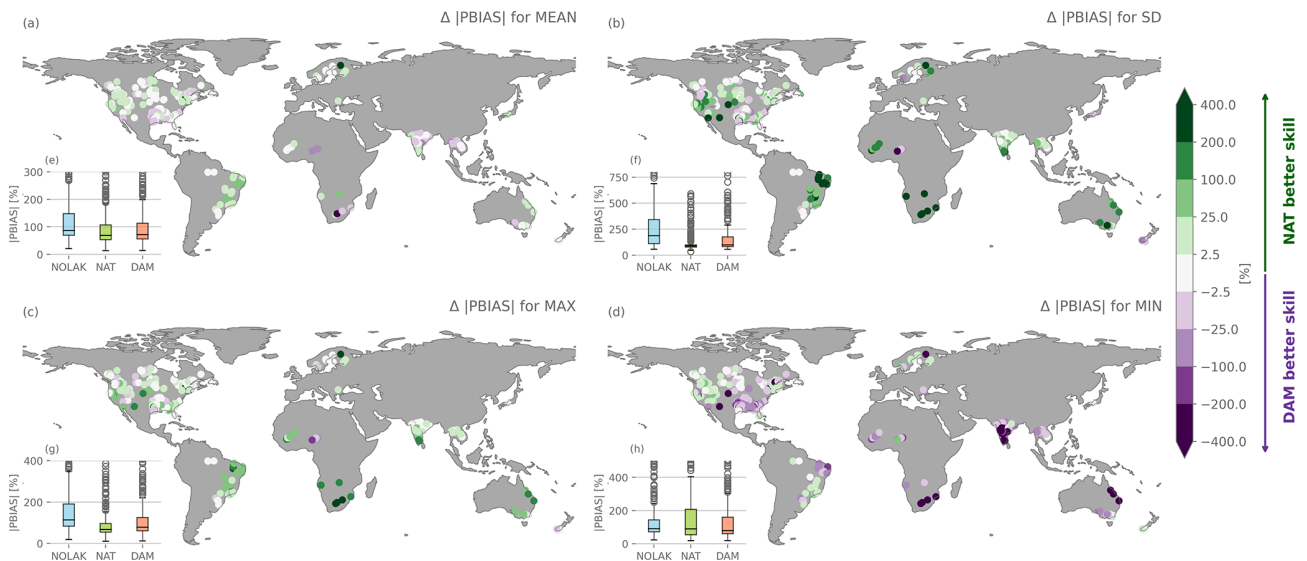 (a)
Δ |PBIAS| for MEAN
(e)
|PBIAS| [%]
300
200
100
0
NOLAK NAT DAM
(b)
Δ |PBIAS| for SD
(f)
|PBIAS| [%]
750
500
250
0
NOLAK NAT DAM
(c)
Δ |PBIAS| for MAX
(g)
|PBIAS| [%]
400
200
0
NOLAK NAT DAM
(d)
Δ |PBIAS| for MIN
(h)
|PBIAS| [%]
400
200
0
NOLAK NAT DAM
400.0
200.0
100.0
25.0
2.5
−2.5
−25.0
−100.0
−200.0
−400.0
[%]
NAT better skill
DAM better skill